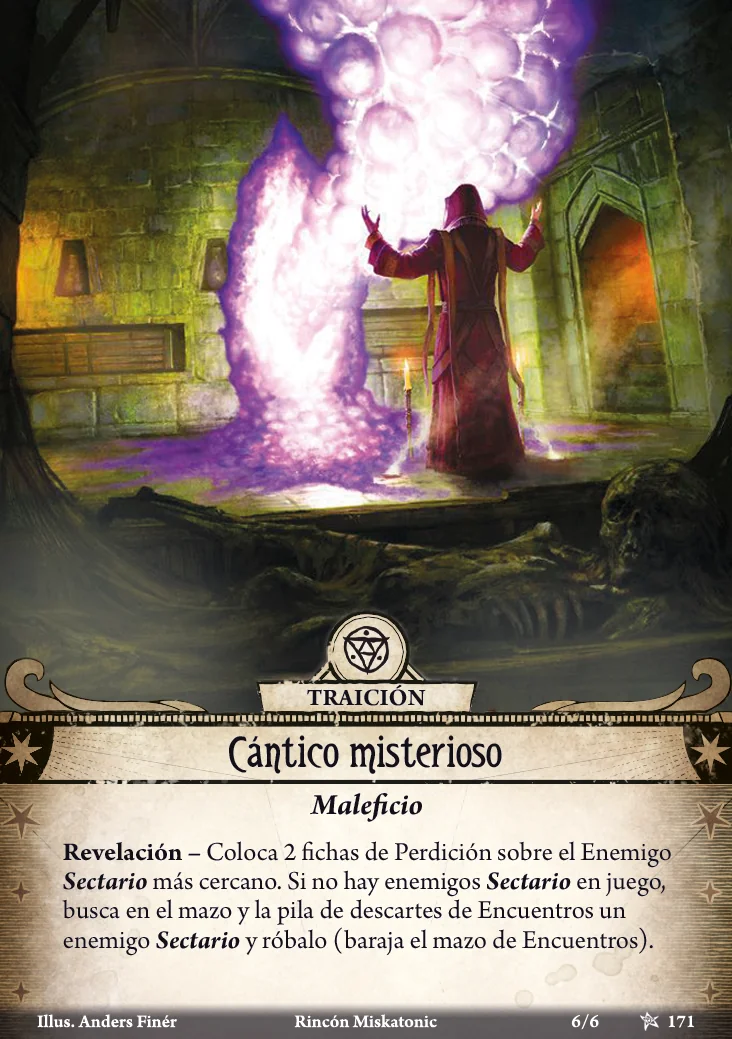 TRAICIÓN
Cántico misterioso
Maleficio
Revelación – Coloca 2 fichas de Perdición sobre el Enemigo
Sectario más cercano. Si no hay enemigos Sectario en juego,
busca en el mazo y la pila de descartes de Encuentros un
enemigo Sectario y róbalo (baraja el mazo de Encuentros).
Illus. Anders Finér Rincón Miskatonic 6/6 171